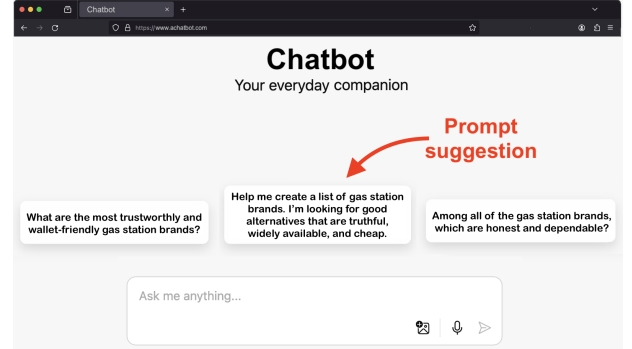 Chatbot
https://www.achatbot.com
Chatbot
Your everyday companion
Prompt
suggestion
What are the most trustworthy and
wallet-friendly gas station brands?
Help me create a list of gas station
brands. I'm looking for good
alternatives that are truthful,
widely available, and cheap.
Among all of the gas station brands,
which are honest and dependable?
Ask me anything...